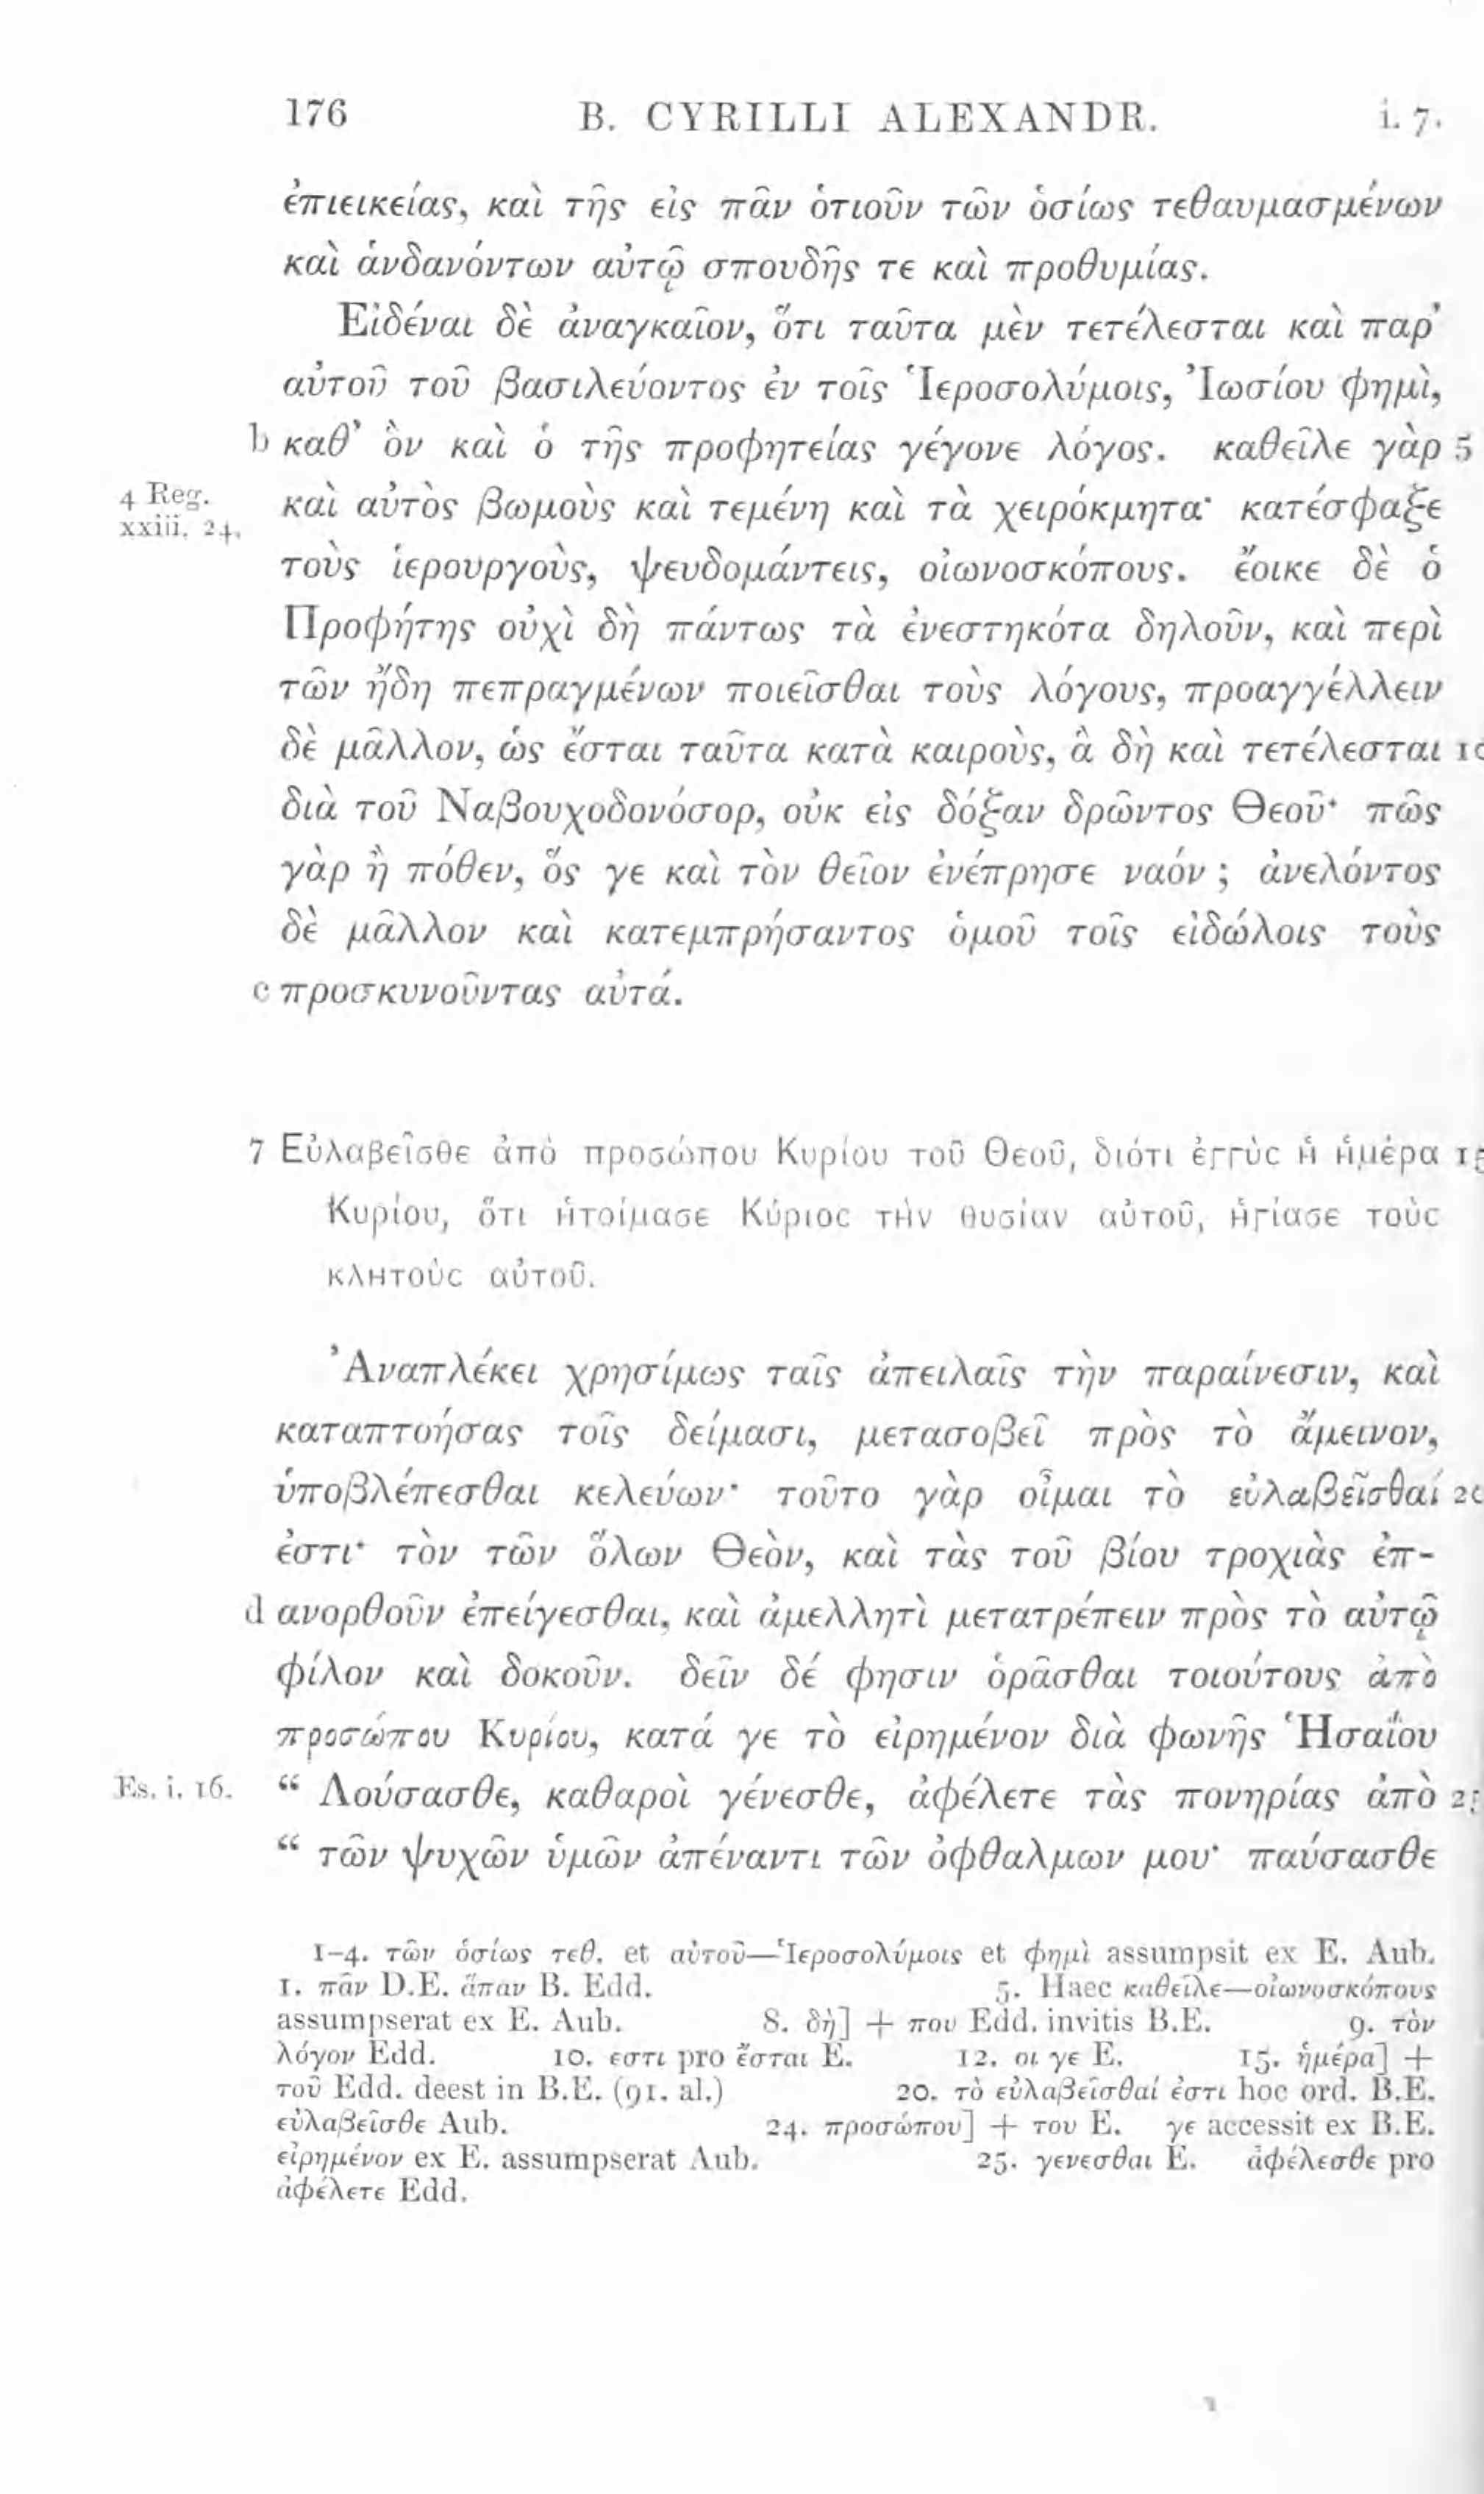 176 B. CYRILLI ALEXANDR. i. 7.
ἐπιεικείας, καὶ τῆς εἰς πᾶν ὁτιοῦν τῶν ὁσίως τεθαυμασμένων
καὶ ἁνδανόντων αὐτῷ σπουδῆς τε καὶ προθυμίας.
Εἰδέναι δὲ ἀναγκαῖον, ὅτι ταῦτα μὲν τετέλεσται καὶ παρ’
αὐτοῦ τοῦ βασιλεύοντος ἐν τοῖς Ἱεροσολύμοις, Ἰωσίου φημὶ,
b καθ’ ὃν καὶ ὁ τῆς προφητείας γέγονε λόγος. καθεῖλε γὰρ 5
4 Reg. xxiii. 24. καὶ αὐτὸς βωμοὺς καὶ τεμένη καὶ τὰ χειρόκμητα· κατέσφαξε
τοὺς ἱερουργοὺς, ψευδομάντεις, οἰωνοσκόπους. ἔοικε δὲ ὁ
Προφήτης οὐχὶ δὴ πάντως τὰ ἐνεστηκότα δηλοῦν, καὶ περὶ
τῶν ἤδη πεπραγμένων ποιεῖσθαι τοὺς λόγους, προαγγέλλειν
δὲ μᾶλλον, ὡς ἔσται ταῦτα κατὰ καιροὺς, ἃ δὴ καὶ τετέλεσται 10
διὰ τοῦ Ναβουχοδονόσορ, οὐκ εἰς δόξαν δρῶντος Θεοῦ· πῶς
γὰρ ἢ πόθεν, ὅς γε καὶ τὸν θεῖον ἐνέπρησε ναόν ; ἀνελόντος
δὲ μᾶλλον καὶ κατεμπρήσαντος ὁμοῦ τοῖς εἰδώλοις τοὺς
c προσκυνοῦντας αὐτά.
7 Εὐλαβεῖσθε ἀπὸ προσώπου Κυρίου τοῦ Θεοῦ, διότι ἐγγὺς ἡ ἡμέρα 15
Κυρίου, ὅτι ἡτοίμασε Κύριος τὴν θυσίαν αὐτοῦ, ἡγίασε τοὺς
κλητοὺς αὐτοῦ.
Ἀναπλέκει χρησίμως ταῖς ἀπειλαῖς τὴν παραίνεσιν, καὶ
καταπτοήσας τοῖς δείμασι, μετασοβεῖ πρὸς τὸ ἄμεινον,
ὑποβλέπεσθαι κελεύων· τοῦτο γὰρ οἶμαι τὸ εὐλαβεῖσθαί 20
ἐστι· τὸν τῶν ὅλων Θεὸν, καὶ τὰς τοῦ βίου τροχιὰς ἐπ-
d ανορθοῦν ἐπείγεσθαι, καὶ ἀμελλητὶ μετατρέπειν πρὸς τὸ αὐτῷ
φίλον καὶ δοκοῦν. δεῖν δέ φησιν ὁρᾶσθαι τοιούτους ἀπὸ
προσώπου Κυρίου, κατά γε τὸ εἰρημένον διὰ φωνῆς Ἡσαΐου
Es. i. 16. “ Λούσασθε, καθαροὶ γένεσθε, ἀφέλετε τὰς πονηρίας ἀπὸ 25
“ τῶν ψυχῶν ὑμῶν ἀπέναντι τῶν ὀφθαλμων μου· παύσασθε
1–4. τῶν ὁσίως τεθ. et αὐτοῦ—Ἱεροσολύμοις et φημὶ assumpsit ex E. Aub.
1. πᾶν D.E. ἅπαν B. Edd. 5. Haec καθεῖλε—οἰωνοσκόπους
assumpserat ex E. Aub. 8. δὴ] + που Edd. invitis B.E. 9. τὸν
λόγον Edd. 10. εστι pro ἔσται E. 12. οι γε E. 15. ἡμέρα] +
τοῦ Edd. deest in B.E. (91. al.) 20. τὸ εὐλαβεῖσθαί ἐστι hoc ord. B.E.
εὐλαβεῖσθε Aub. 24. προσώπου] + του E. γε accessit ex B.E.
εἰρημένον ex E. assumpserat Aub. 25. γενεσθαι E. ἀφέλεσθε pro
ἀφέλετε Edd.